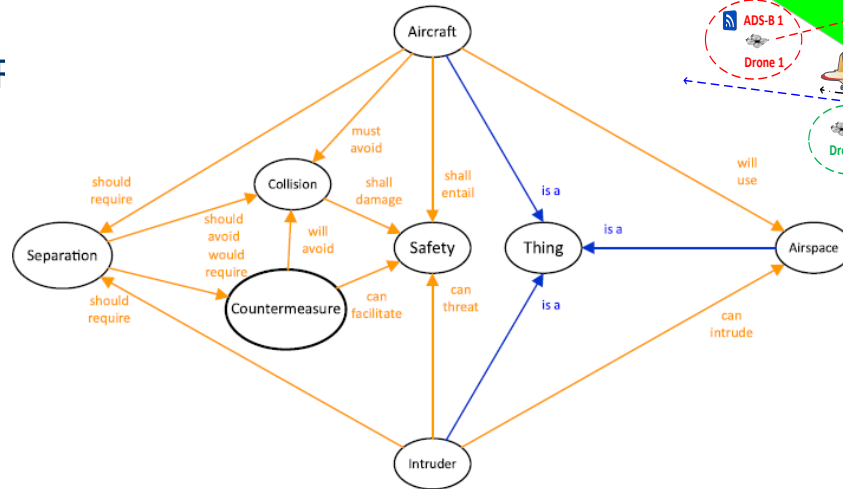 Aircraft
ADS-B 1
Drone 1
must
avoid
should
require
Collision
shall
damage
shall
entail
is a
will
use
should
avoid
would
require
will
avoid
Separation
Safety
Thing
is a
Airspace
should
require
Countermeasure
can
facilitate
can
threat
is a
can
intrude
Intruder